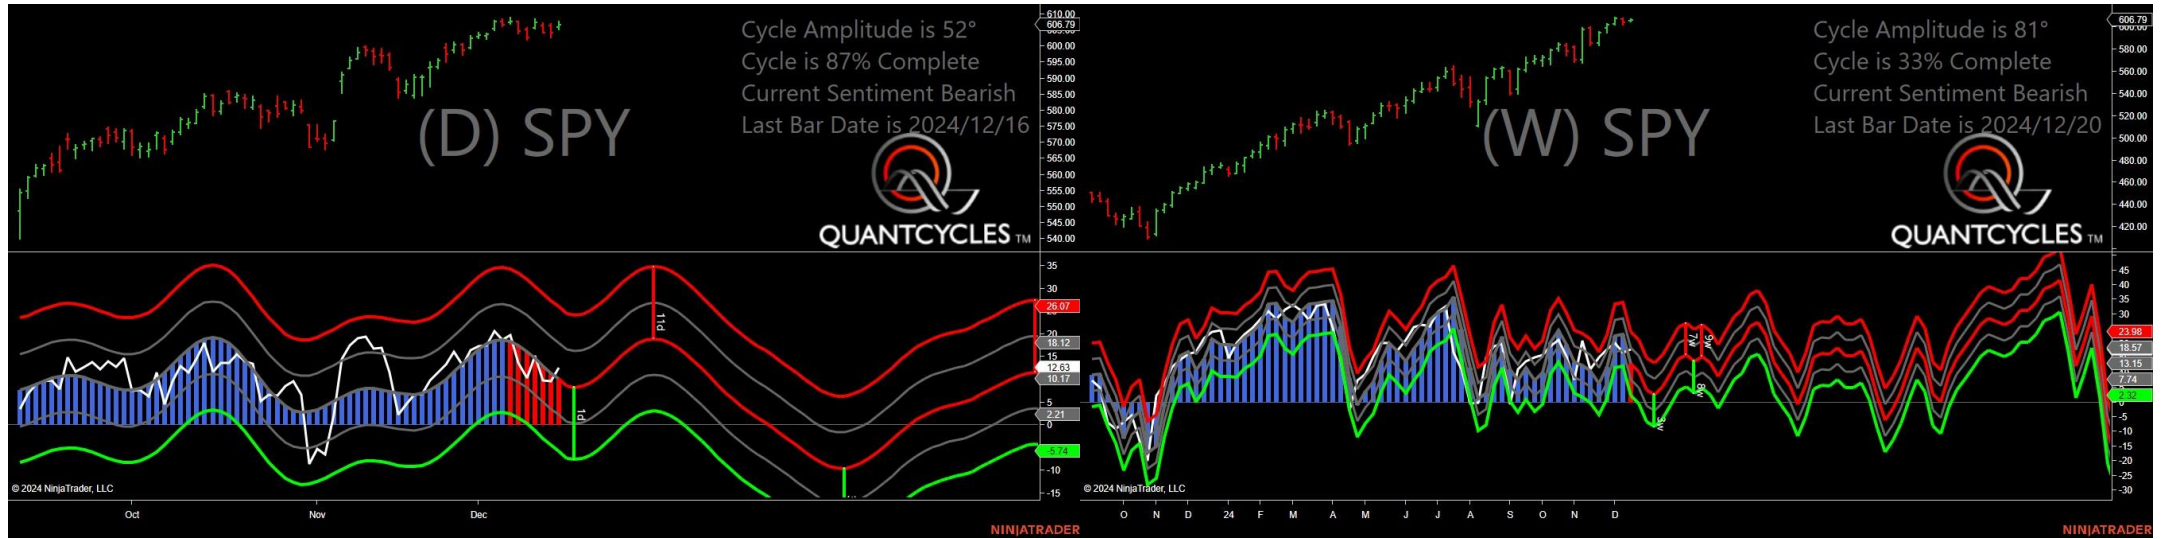 Cycle Amplitude is 52°
Cycle is 87% Complete
Current Sentiment Bearish
Last Bar Date is 2024/12/16
(D) SPY
QUANTCYCLES TM
610.00
606.79
600.00
595.00
590.00
585.00
580.00
575.00
570.00
565.00
560.00
555.00
550.00
545.00
540.00
35
30
26.07
20
18.12
15
12.63
10.17
5
2.21
0
-5.74
-10
-15
11d
1d
© 2024 NinjaTrader, LLC
Oct Nov Dec
NINJATRADER
Cycle Amplitude is 81°
Cycle is 33% Complete
Current Sentiment Bearish
Last Bar Date is 2024/12/20
(W) SPY
QUANTCYCLES TM
606.79
600.00
580.00
560.00
540.00
520.00
500.00
480.00
460.00
440.00
420.00
45
40
35
30
23.98
18.57
13.15
7.74
2.32
-5
-10
-15
-20
-25
-30
7w
9w
8w
3w
© 2024 NinjaTrader, LLC
O N D 24 F M A M J J A S O N D
NINJATRADER